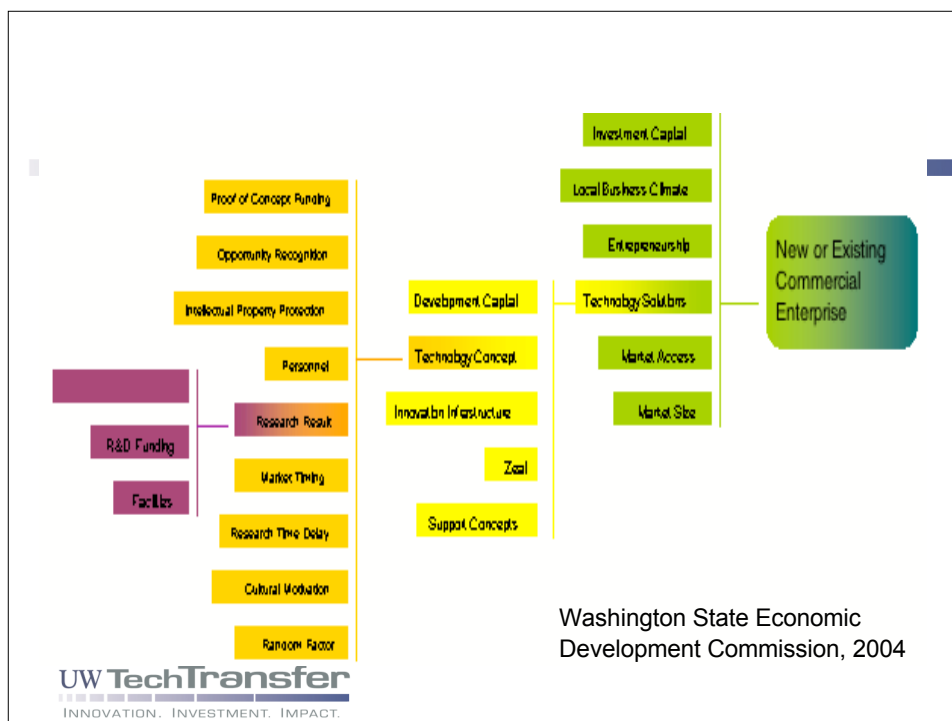 Investment Capital
Local Business Climate
Entrepreneurship
Technology Solutions
Market Access
Market Size
New or Existing
Commercial
Enterprise
Development Capital
Technology Concept
Innovation Infrastructure
Zeal
Support Concepts
Proof of Concept Funding
Opportunity Recognition
Intellectual Property Protection
Personnel
Research Result
Market Timing
Research Time Delay
Cultural Motivation
Random Factor
R&D Funding
Facilities
Washington State Economic
Development Commission, 2004
UW TechTransfer
INNOVATION. INVESTMENT. IMPACT.